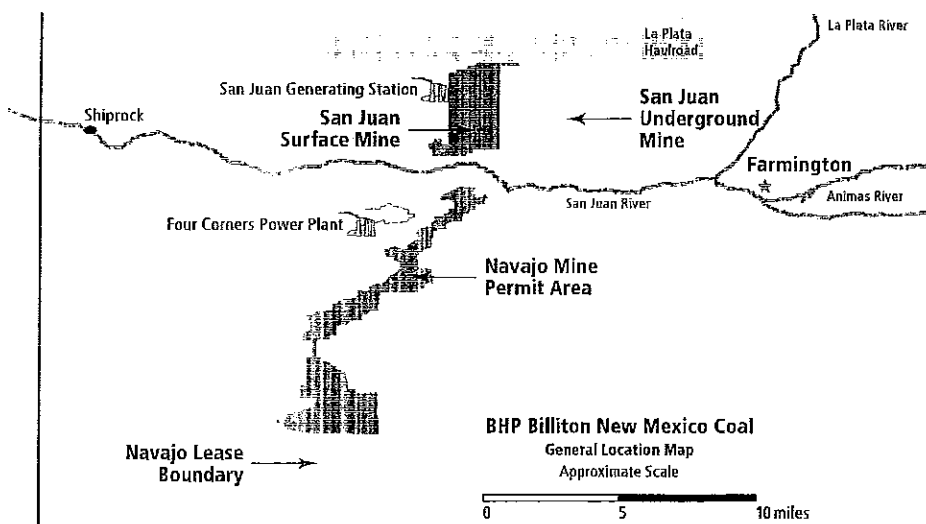 La Plata River
La Plata
Haulroad
San Juan Generating Station
San Juan
Surface Mine
San Juan
Underground
Mine
Shiprock
Farmington
Animas River
San Juan River
Four Corners Power Plant
Navajo Mine
Permit Area
Navajo Lease
Boundary
BHP Billiton New Mexico Coal
General Location Map
Approximate Scale
0 5 10 miles